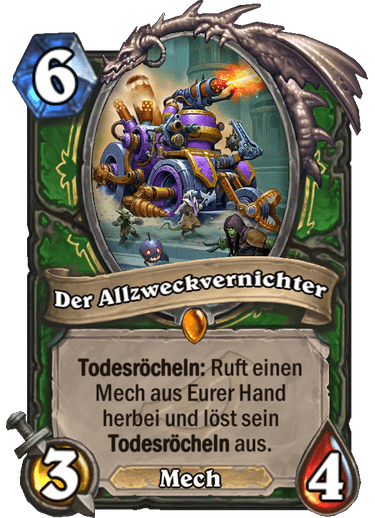 6
Der Allzweckvernichter
Todesröcheln: Ruft einen
Mech aus Eurer Hand
herbei und löst sein
Todesröcheln aus.
3
Mech
4